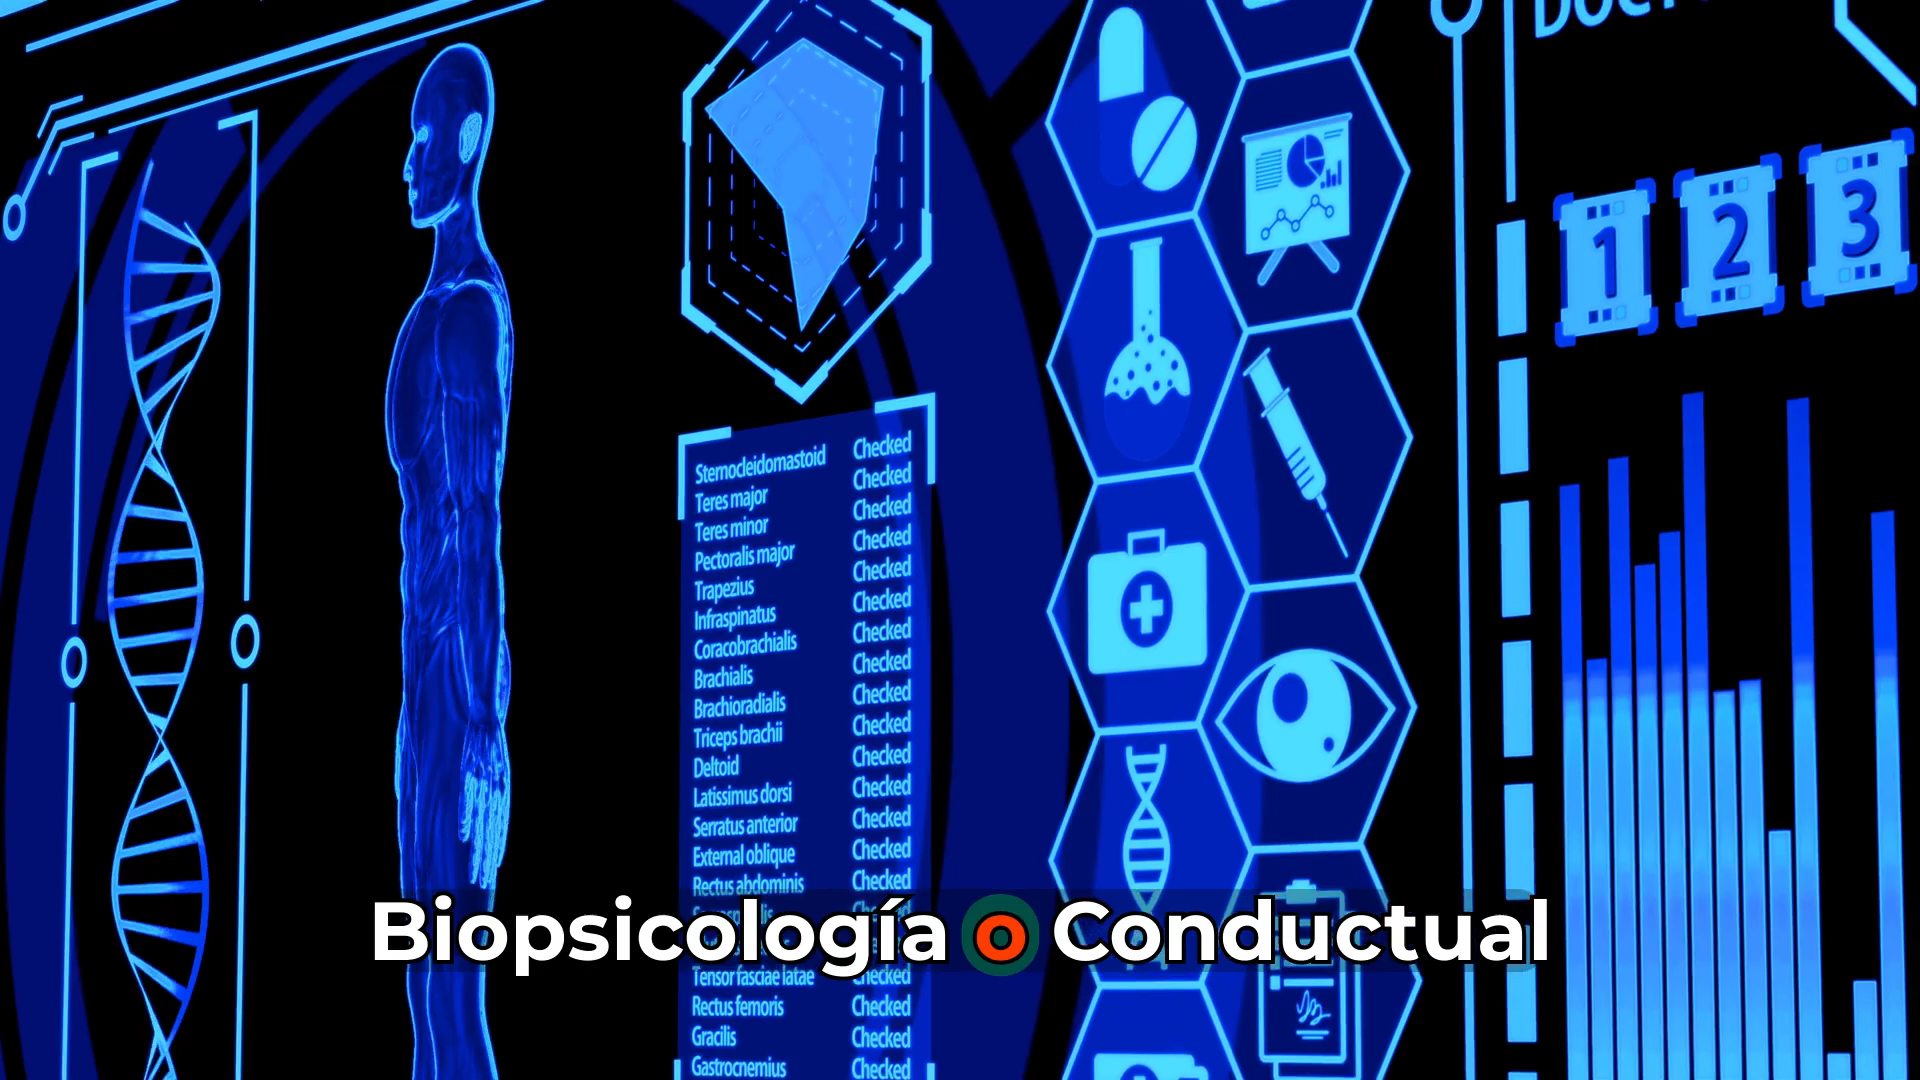 DOCT
1 2 3
Sternocleidomastoid Checked
Teres major Checked
Teres minor Checked
Pectoralis major Checked
Trapezius Checked
Infraspinatus Checked
Coracobrachialis Checked
Brachialis Checked
Brachioradialis Checked
Triceps brachii Checked
Deltoid Checked
Latissimus dorsi Checked
Serratus anterior Checked
External oblique Checked
Rectus abdominis Checked
Biopsicología o Conductual
Tensor fasciae latae Checked
Rectus femoris Checked
Gracilis Checked
Gastrocnemius Checked